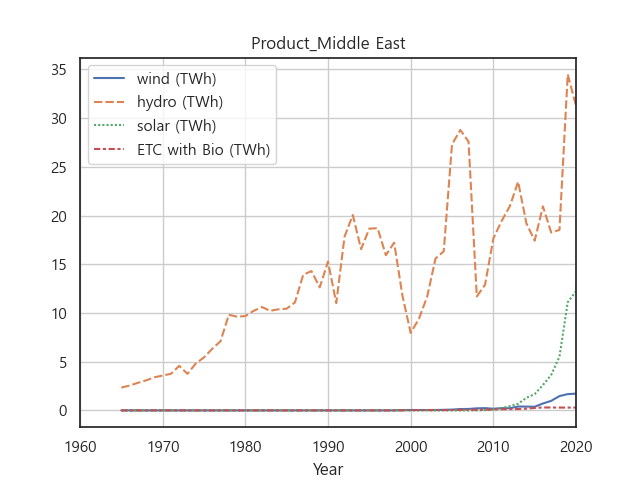 Product_Middle East
wind (TWh)
hydro (TWh)
solar (TWh)
ETC with Bio (TWh)
35
30
25
20
15
10
5
0
1960 1970 1980 1990 2000 2010 2020
Year